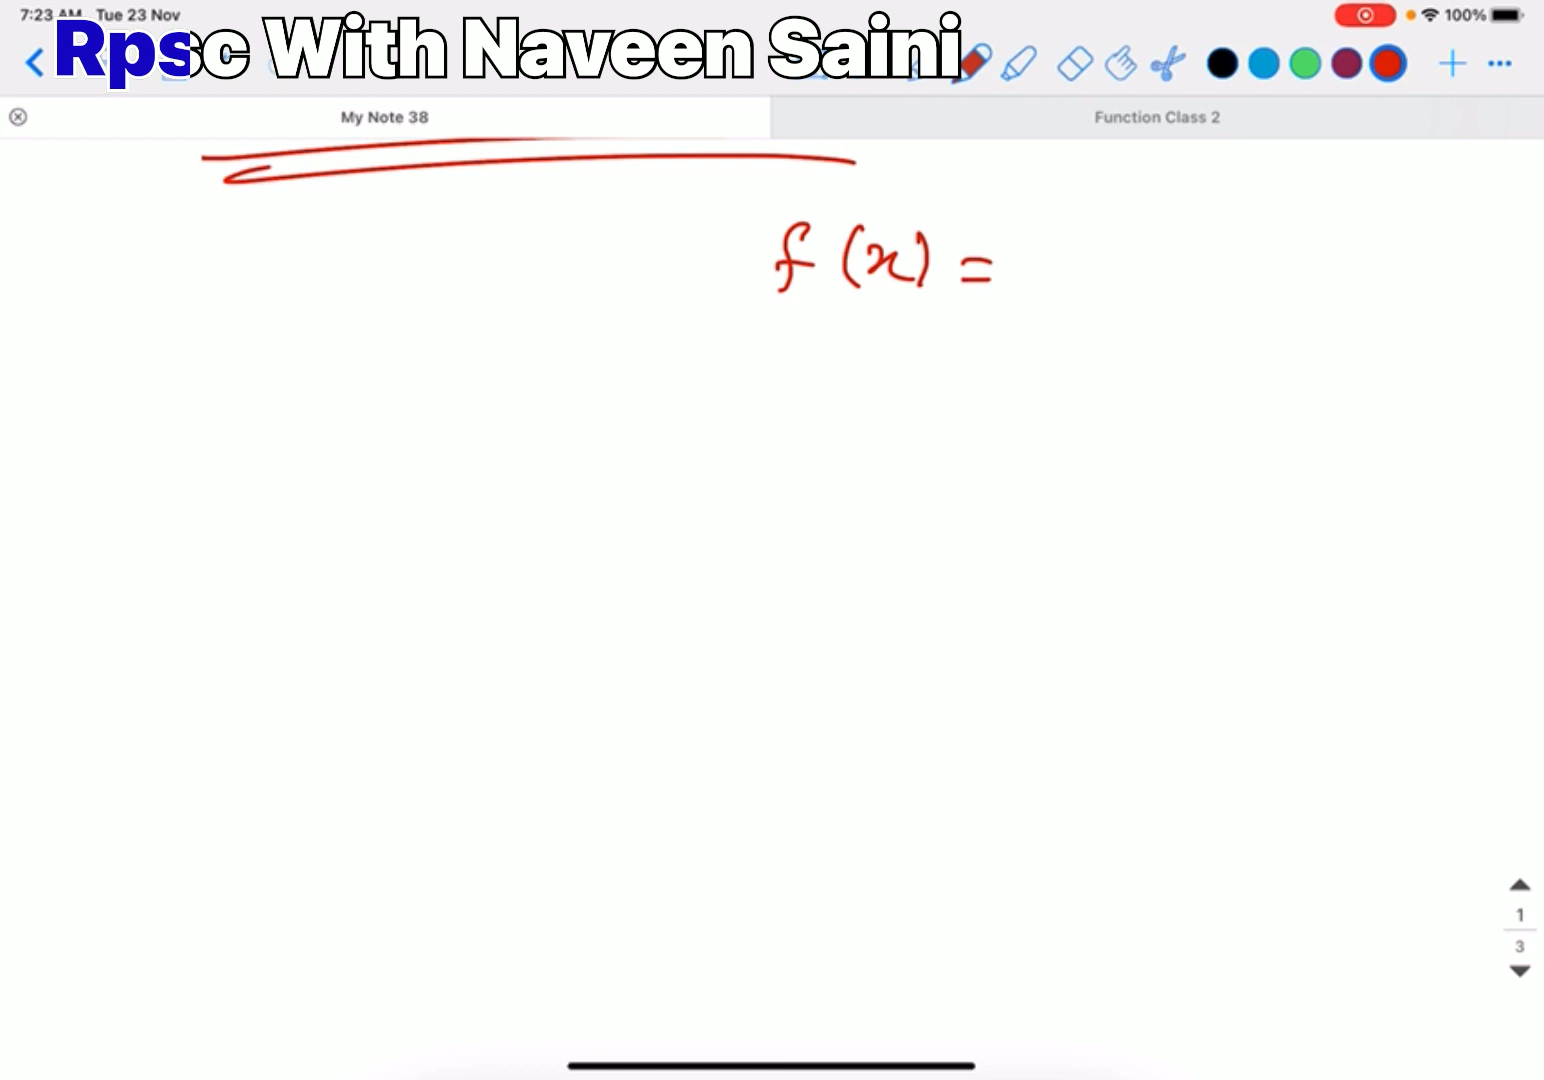 7:23 AM Tue 23 Nov
100%
Rpsc With Naveen Saini
My Note 38
Function Class 2
f(x) =
1
3